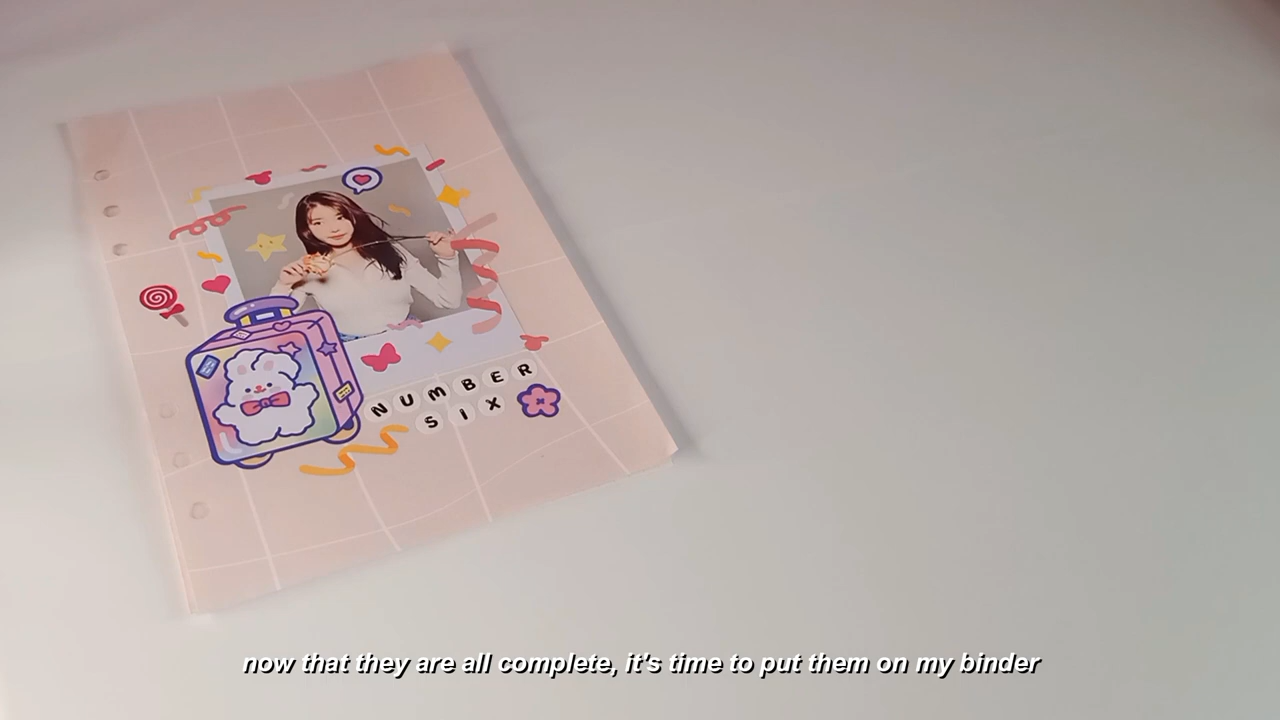 NUMBER
SIX
now that they are all complete, it's time to put them on my binder